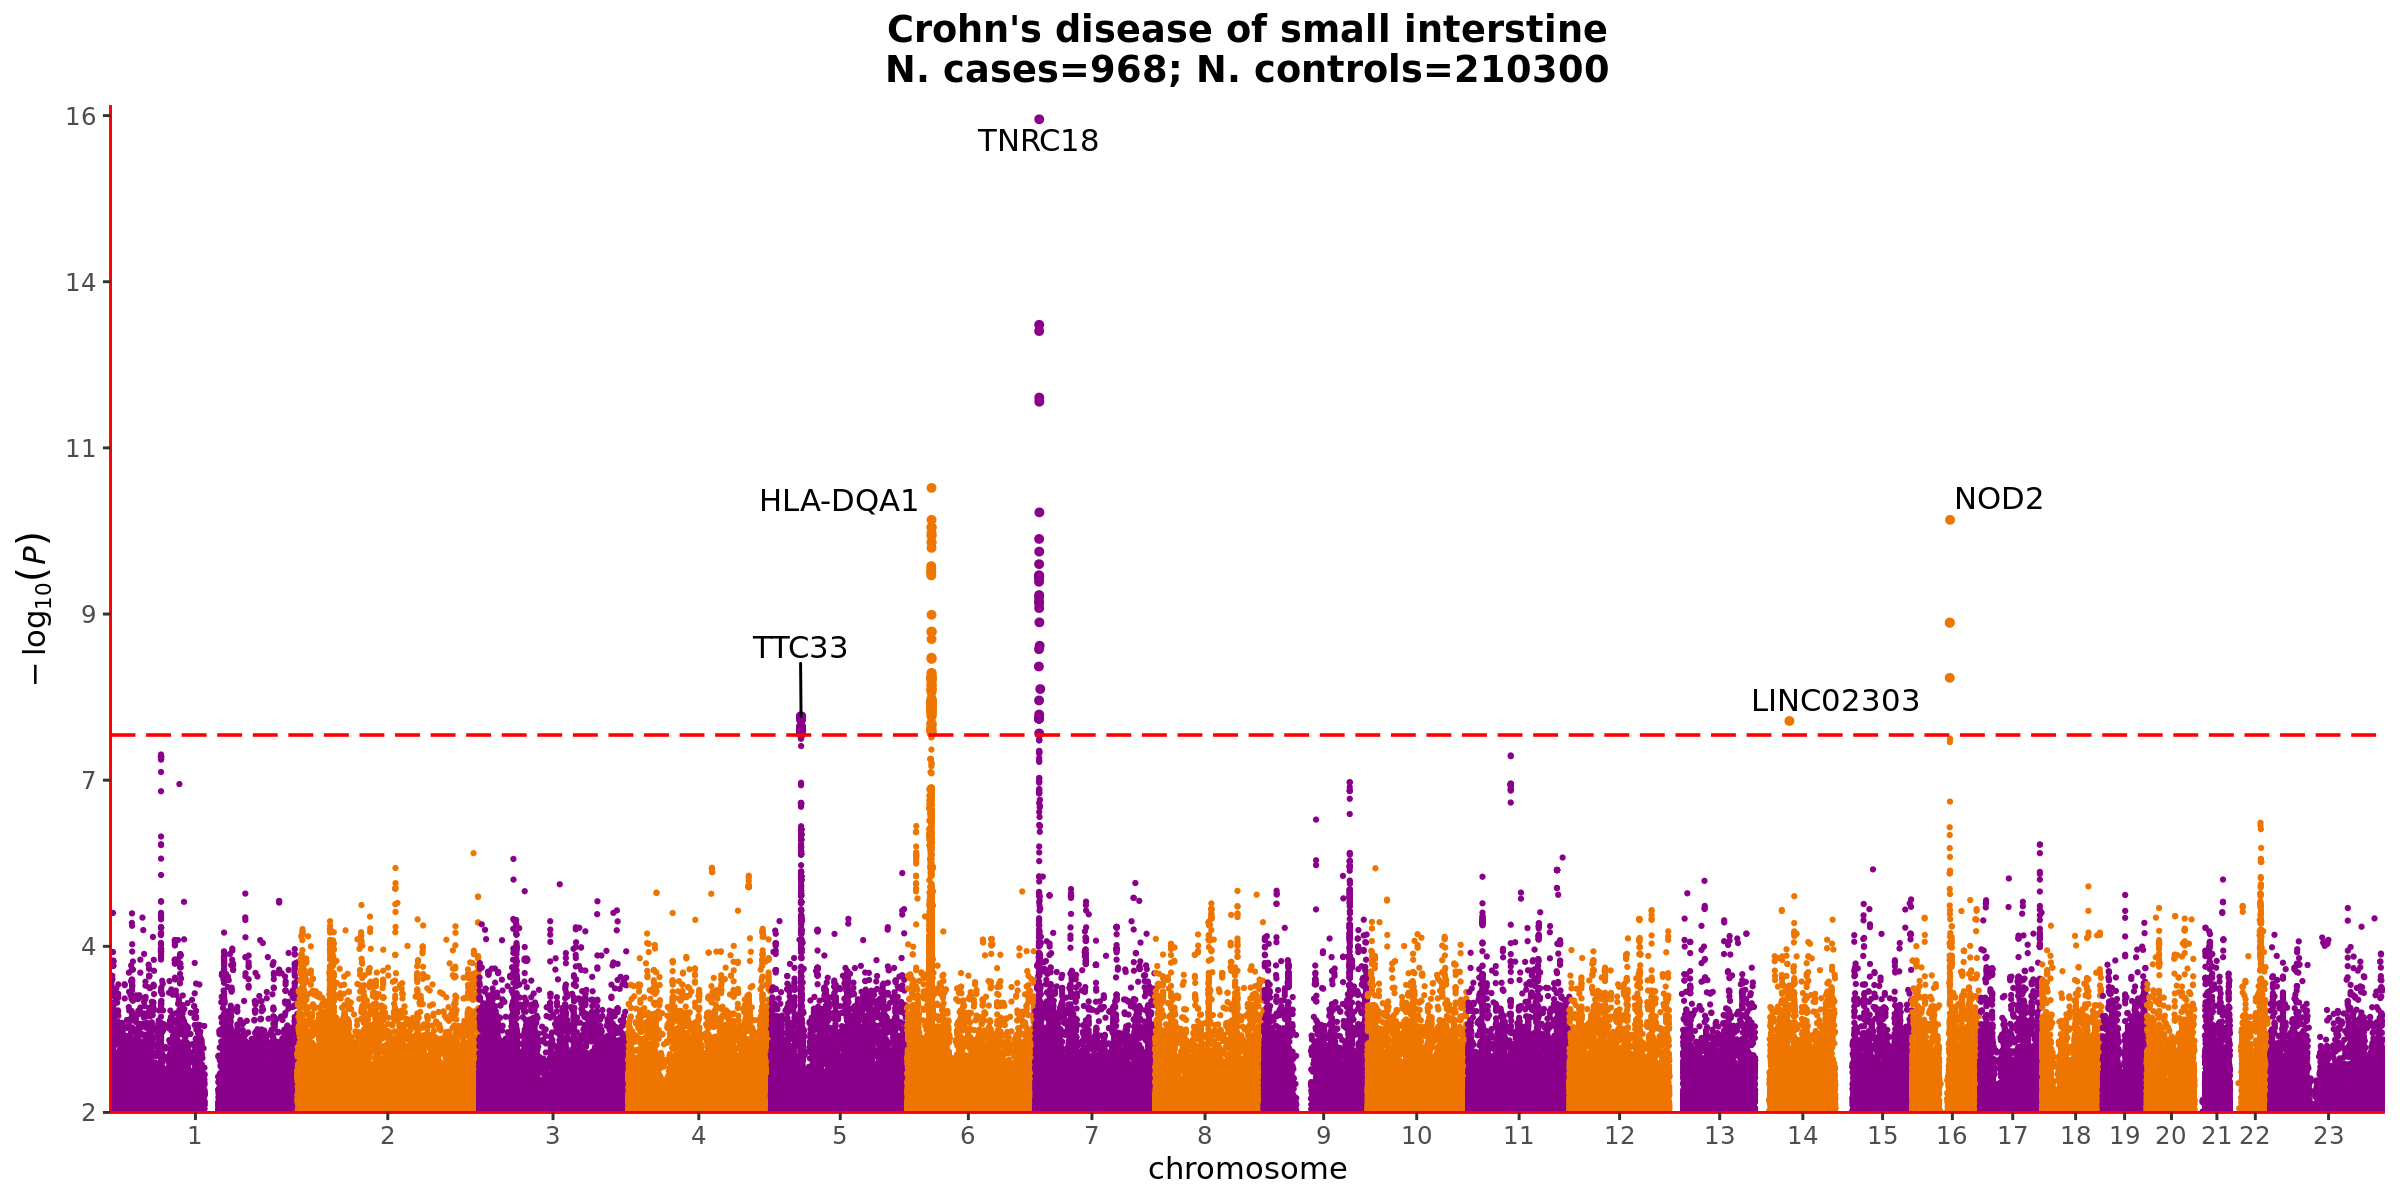 Crohn's disease of small interstine
N. cases=968; N. controls=210300
16
TNRC18
14
11
HLA-DQA1
NOD2
− log10(P)
9
TTC33
LINC02303
7
4
2
1 2 3 4 5 6 7 8 9 10 11 12 13 14 15 16 17 18 19 20 21 22 23
chromosome